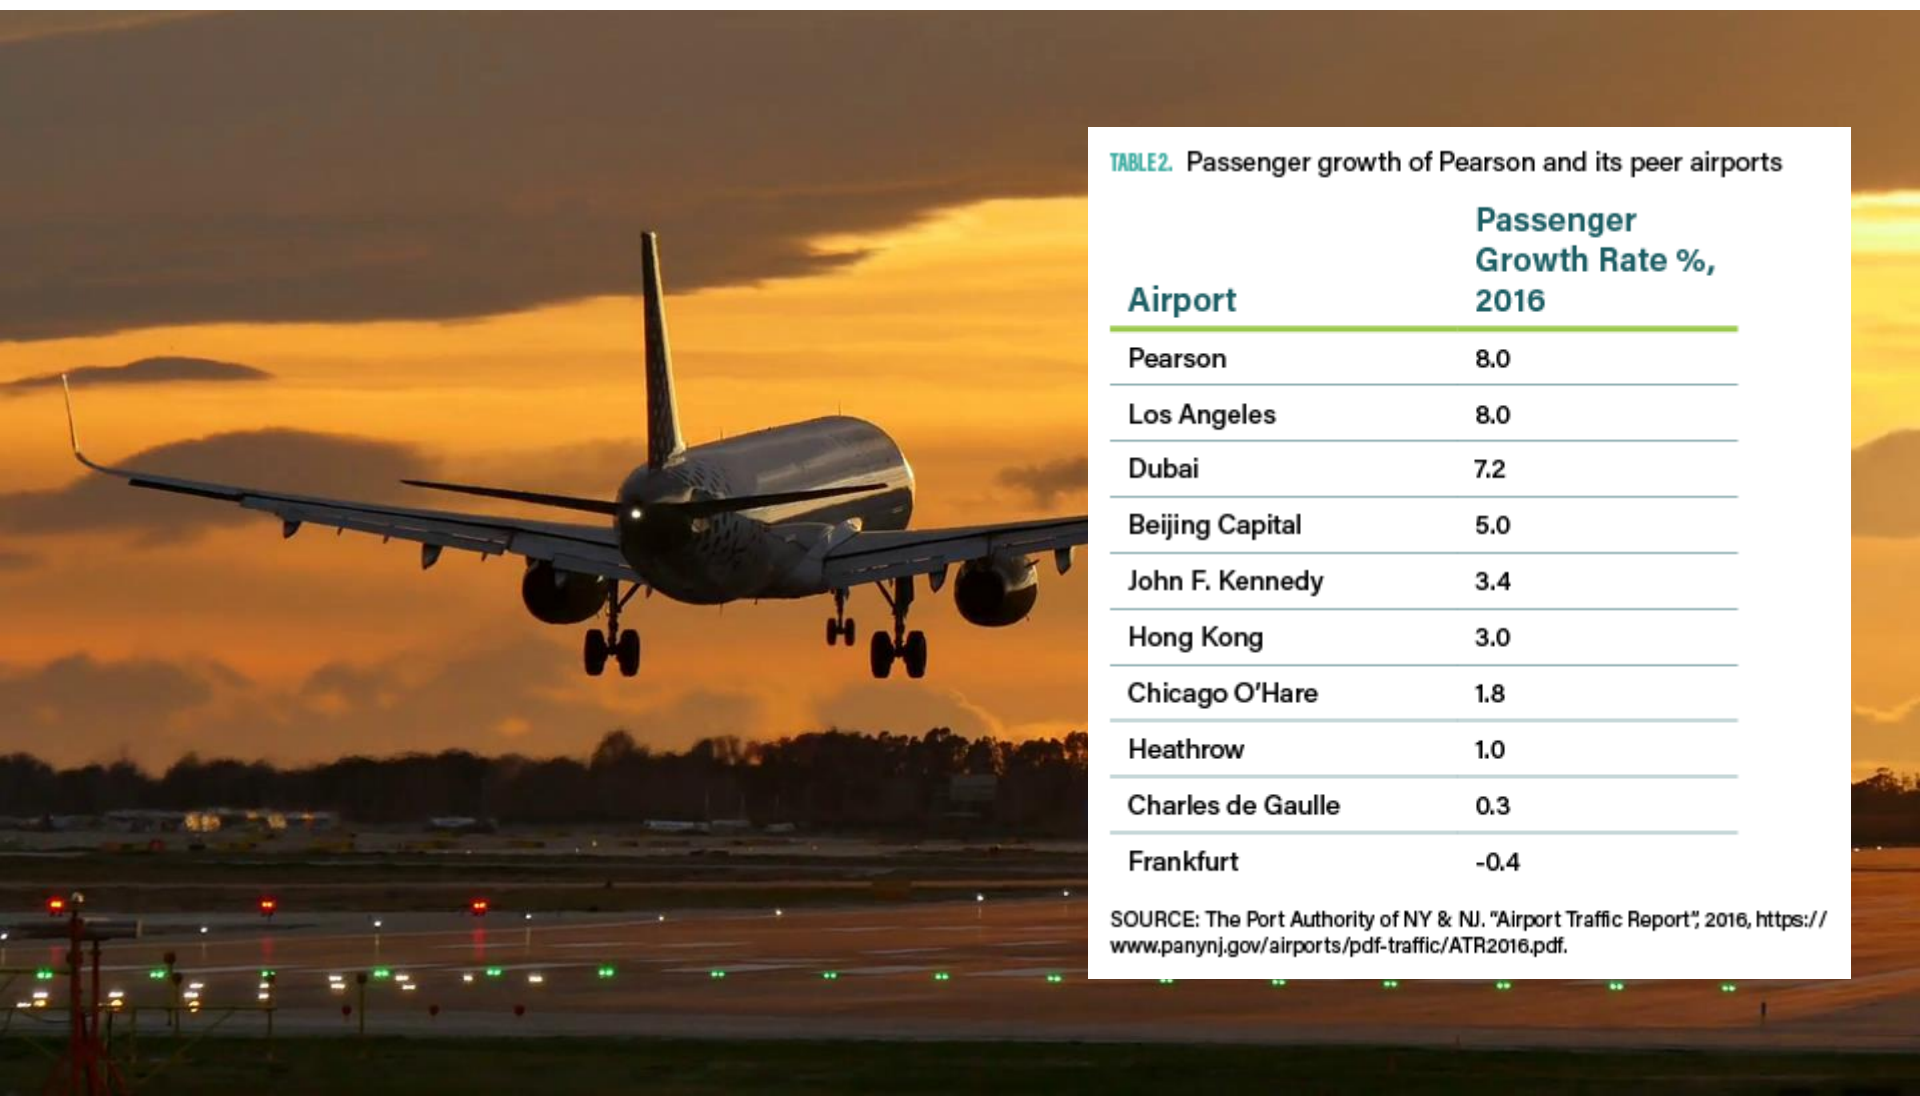 TABLE 2. Passenger growth of Pearson and its peer airports
Airport Passenger Growth Rate %, 2016
Pearson 8.0
Los Angeles 8.0
Dubai 7.2
Beijing Capital 5.0
John F. Kennedy 3.4
Hong Kong 3.0
Chicago O’Hare 1.8
Heathrow 1.0
Charles de Gaulle 0.3
Frankfurt -0.4
SOURCE: The Port Authority of NY & NJ. “Airport Traffic Report”, 2016, https://
www.panynj.gov/airports/pdf-traffic/ATR2016.pdf.